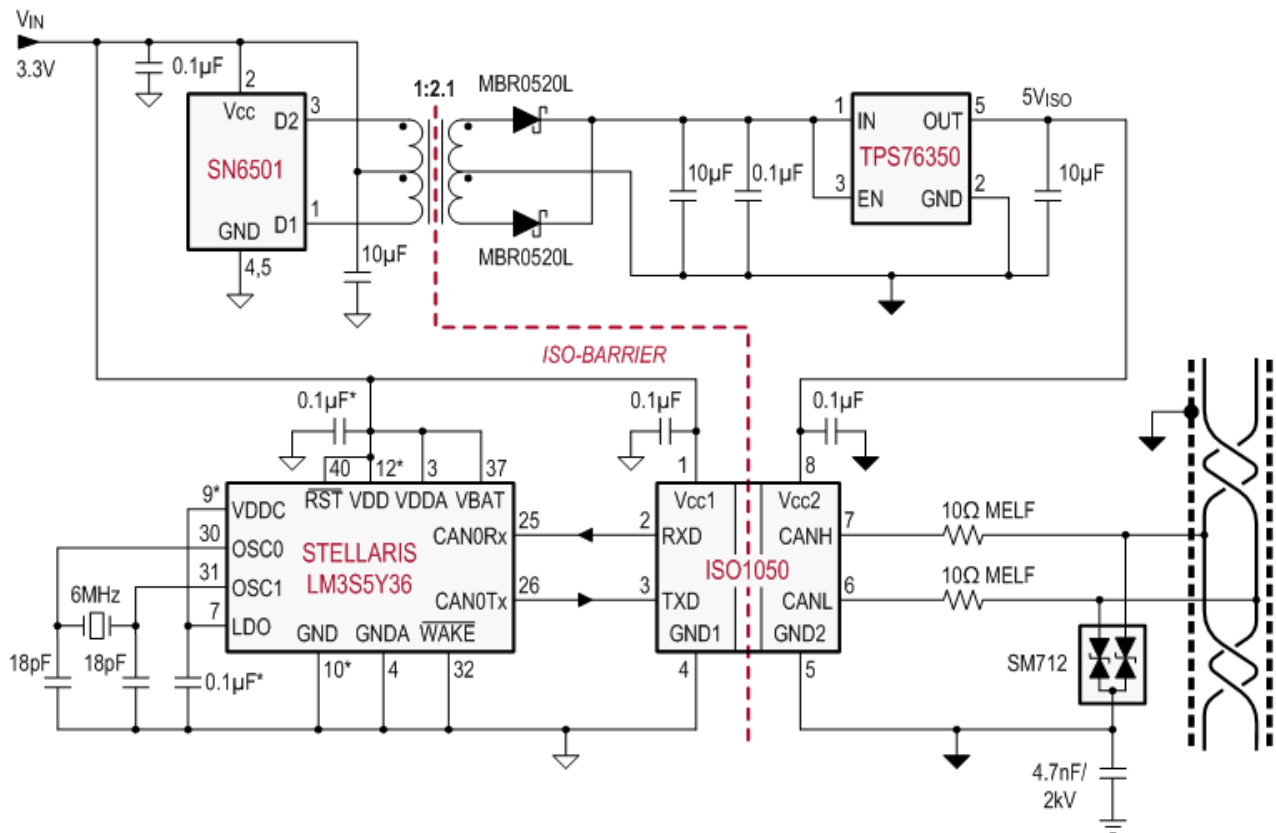 VIN
3.3V
0.1µF
2
Vcc
D2
3
SN6501
D1
1
GND
4,5
10µF
1:2.1
MBR0520L
MBR0520L
10µF
0.1µF
1
IN
OUT
5
TPS76350
3
EN
GND
2
5VISO
10µF
ISO-BARRIER
0.1µF*
0.1µF
0.1µF
40
12*
3
37
1
8
RST
VDD
VDDA
VBAT
9*
VDDC
30
OSC0
31
OSC1
7
LDO
STELLARIS
LM3S5Y36
CAN0Rx
25
CAN0Tx
26
GND
GNDA
WAKE
10*
4
32
6MHz
18pF
18pF
0.1µF*
Vcc1
Vcc2
2
RXD
CANH
7
ISO1050
3
TXD
CANL
6
GND1
GND2
4
5
10Ω MELF
10Ω MELF
SM712
4.7nF/
2kV